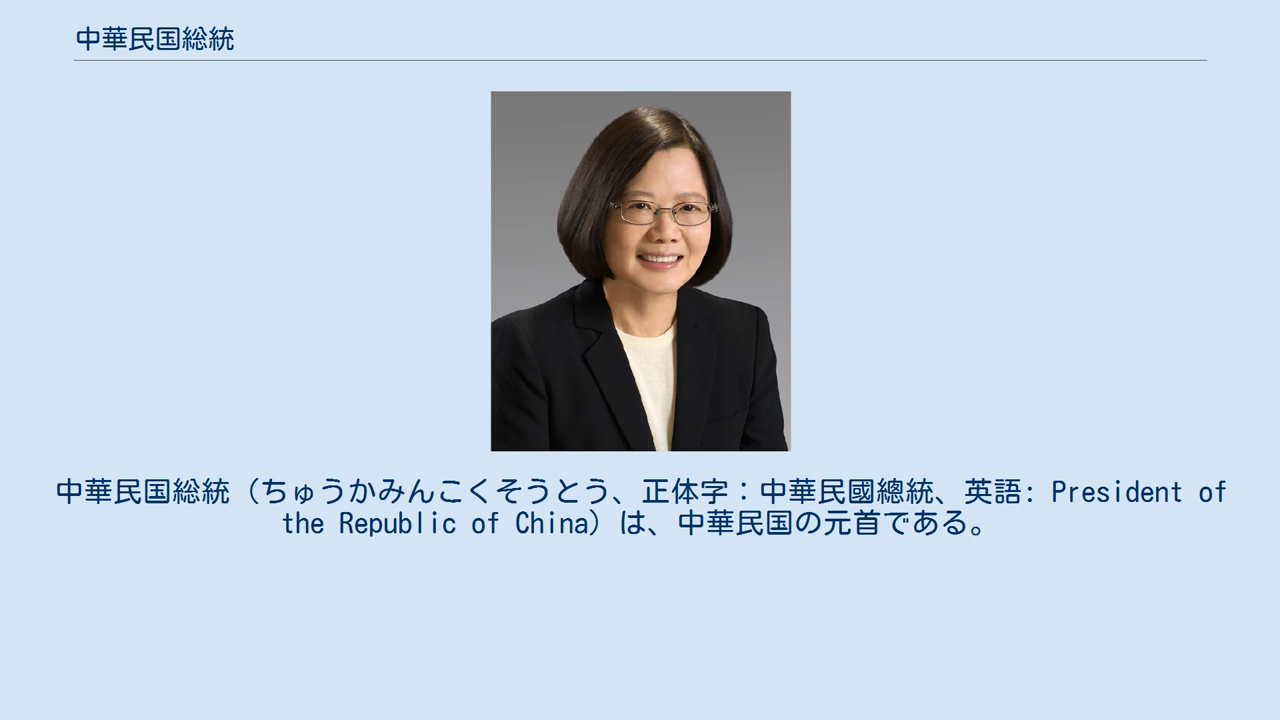 中華民国総統
中華民国総統（ちゅうかみんこくそうとう、正体字：中華民國總統、英語: President of
the Republic of China）は、中華民国の元首である。